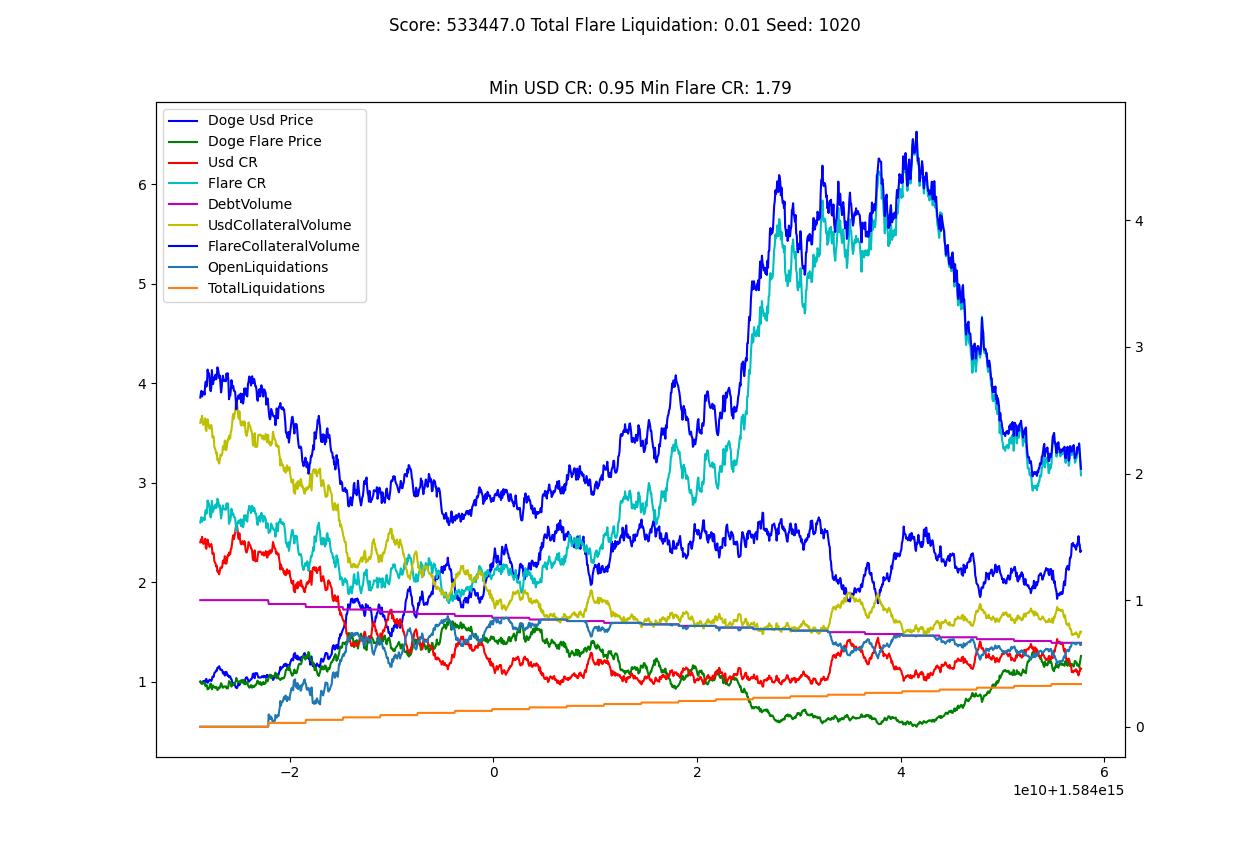 Score: 533447.0 Total Flare Liquidation: 0.01 Seed: 1020
Min USD CR: 0.95 Min Flare CR: 1.79
Doge Usd Price
Doge Flare Price
Usd CR
Flare CR
DebtVolume
UsdCollateralVolume
FlareCollateralVolume
OpenLiquidations
TotalLiquidations
6
5
4
3
2
1
4
3
2
1
0
−2
0
2
4
6
1e10+1.584e15